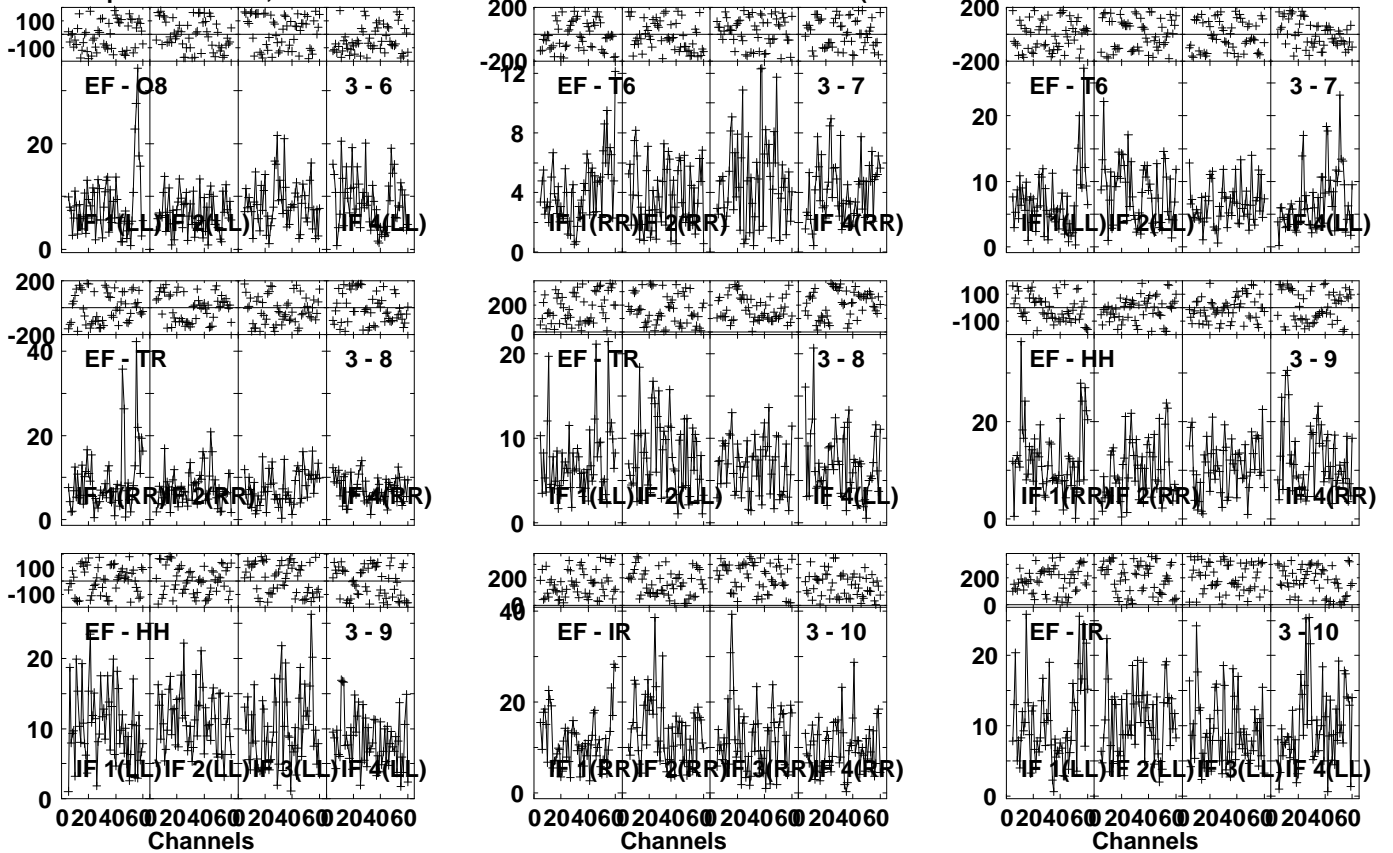 100
-100
EF - O8 3 - 6
20
0
IF 1(LL) IF 2(LL) IF 4(LL)
200
-200
12
EF - T6 3 - 7
8
4
0
IF 1(RR) IF 2(RR) IF 4(RR)
200
-200
EF - T6 3 - 7
20
10
0
IF 1(LL) IF 2(LL) IF 4(LL)
200
-200
40
EF - TR 3 - 8
20
0
IF 1(RR) IF 2(RR) IF 4(RR)
200
0
20
EF - TR 3 - 8
10
0
IF 1(LL) IF 2(LL) IF 4(LL)
100
-100
EF - HH 3 - 9
20
0
IF 1(RR) IF 2(RR) IF 4(RR)
100
-100
EF - HH 3 - 9
20
10
0
IF 1(LL) IF 2(LL) IF 3(LL) IF 4(LL)
0 20 40 60 0 20 40 60 0 20 40 60 0 20 40 60
Channels
200
0
40
EF - IR 3 - 10
20
0
IF 1(RR) IF 2(RR) IF 3(RR) IF 4(RR)
0 20 40 60 0 20 40 60 0 20 40 60 0 20 40 60
Channels
200
0
EF - IR 3 - 10
20
10
0
IF 1(LL) IF 2(LL) IF 3(LL) IF 4(LL)
0 20 40 60 0 20 40 60 0 20 40 60 0 20 40 60
Channels